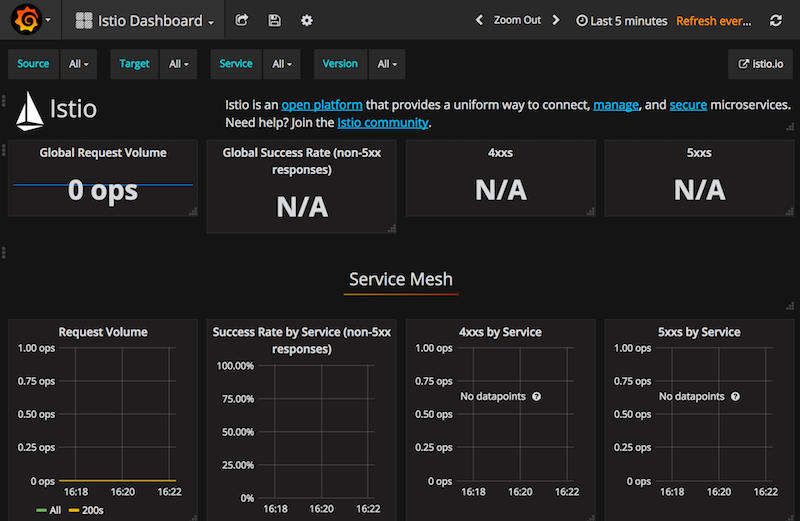 Istio Dashboard
Zoom Out
Last 5 minutes
Refresh ever...
Source All Target All Service All Version All
istio.io
Istio
Istio is an open platform that provides a uniform way to connect, manage, and secure microservices.
Need help? Join the Istio community.
Global Request Volume
0 ops
Global Success Rate (non-5xx
responses)
N/A
4xxs
N/A
5xxs
N/A
Service Mesh
Request Volume
1.00 ops
0.75 ops
0.50 ops
0.25 ops
0 ops
16:18 16:20 16:22
All 200s
Success Rate by Service (non-5xx
responses)
100.00%
75.00%
50.00%
25.00%
0%
16:18 16:20 16:22
4xxs by Service
1.00 ops
0.75 ops
No datapoints
0.50 ops
0.25 ops
0 ops
16:18 16:20 16:22
5xxs by Service
1.00 ops
0.75 ops
No datapoints
0.50 ops
0.25 ops
0 ops
16:18 16:20 16:22